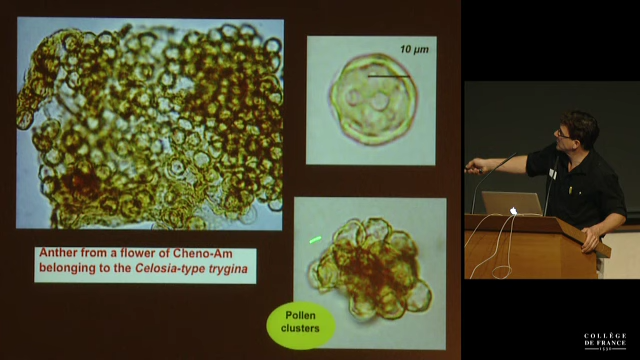 10 µm
Anther from a flower of Cheno-Am
belonging to the Celosia-type trygina
Pollen
clusters
COLLÈGE
DE FRANCE
1530